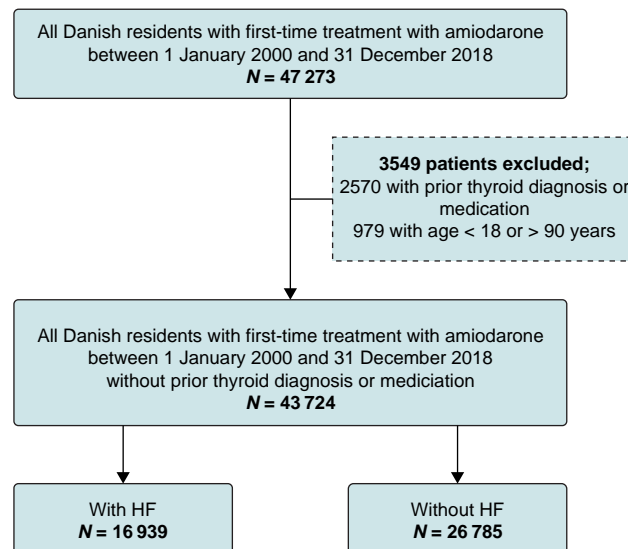 All Danish residents with first-time treatment with amiodarone
between 1 January 2000 and 31 December 2018
N = 47 273
3549 patients excluded;
2570 with prior thyroid diagnosis or
medication
979 with age < 18 or > 90 years
All Danish residents with first-time treatment with amiodarone
between 1 January 2000 and 31 December 2018
without prior thyroid diagnosis or mediciation
N = 43 724
With HF
N = 16 939
Without HF
N = 26 785